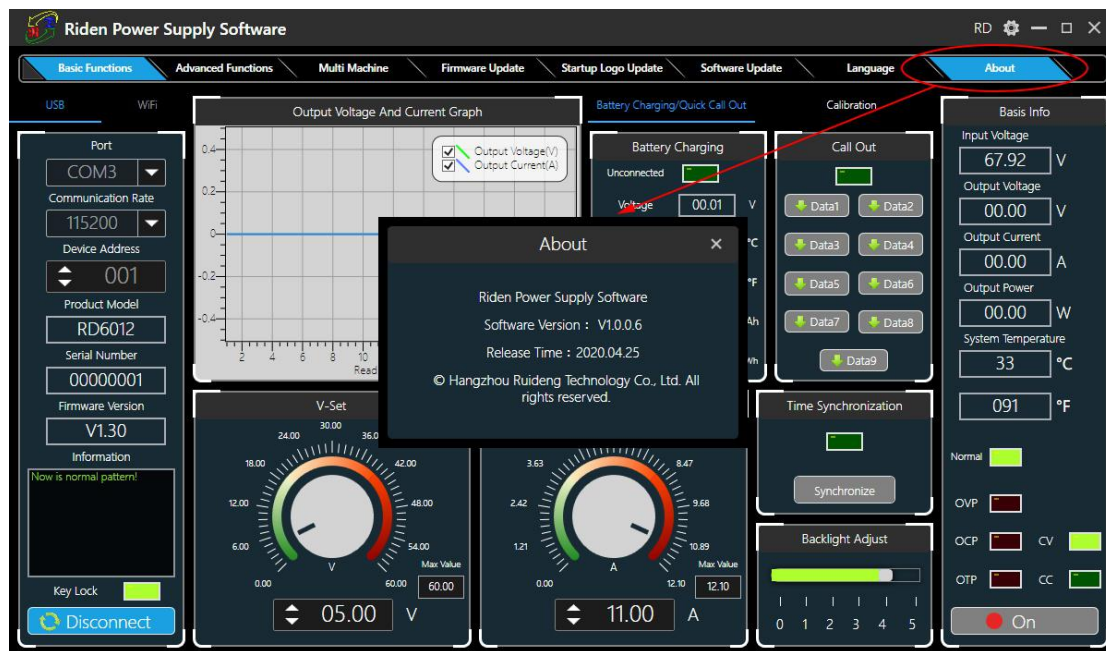 Riden Power Supply Software
RD
Basic Functions
Advanced Functions
Multi Machine
Firmware Update
Startup Logo Update
Software Update
Language
About
USB
WiFi
Port
COM3
Communication Rate
115200
Device Address
001
Product Model
RD6012
Serial Number
00000001
Firmware Version
V1.30
Information
Now is normal pattern!
Key Lock
Disconnect
Output Voltage And Current Graph
Output Voltage(V)
Output Current(A)
0.4
0.2
0
-0.2
-0.4
2 4 6 8 10
Read
Battery Charging/Quick Call Out
Calibration
Battery Charging
Unconnected
Voltage 00.01 V
°C
°F
Ah
Wh
Call Out
Data1 Data2
Data3 Data4
Data5 Data6
Data7 Data8
Data9
About
Riden Power Supply Software
Software Version : V1.0.0.6
Release Time : 2020.04.25
© Hangzhou Ruideng Technology Co., Ltd. All
rights reserved.
V-Set
0.00
6.00
12.00
18.00
24.00
30.00
36.0
42.00
48.00
54.00
60.00
V
Max Value
60.00
05.00 V
0.00
1.21
2.42
3.63
8.47
9.68
10.89
12.10
A
Max Value
12.10
11.00 A
Time Synchronization
Synchronize
Backlight Adjust
0 1 2 3 4 5
Basis Info
Input Voltage
67.92 V
Output Voltage
00.00 V
Output Current
00.00 A
Output Power
00.00 W
System Temperature
33 °C
091 °F
Normal
OVP
OCP CV
OTP CC
On